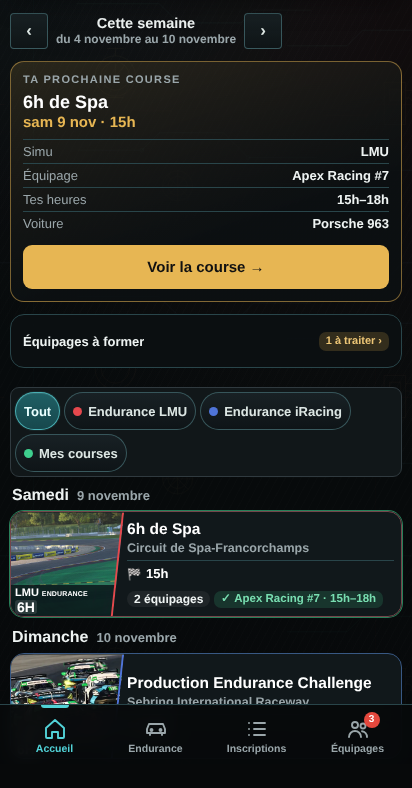 ‹
Cette semaine
du 4 novembre au 10 novembre
›
TA PROCHAINE COURSE
6h de Spa
sam 9 nov · 15h
Simu LMU
Équipage Apex Racing #7
Tes heures 15h–18h
Voiture Porsche 963
Voir la course →
Équipages à former 1 à traiter ›
Tout Endurance LMU Endurance iRacing
Mes courses
Samedi 9 novembre
6h de Spa
Circuit de Spa-Francorchamps
15h
LMU ENDURANCE
6H
2 équipages ✓ Apex Racing #7 · 15h–18h
Dimanche 10 novembre
Production Endurance Challenge
Sebring International Raceway
3
Accueil Endurance Inscriptions Équipages